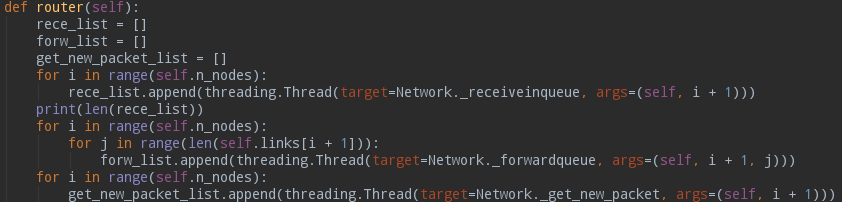 def router(self):
    rece_list = []
    forw_list = []
    get_new_packet_list = []
    for i in range(self.n_nodes):
        rece_list.append(threading.Thread(target=Network._receiveinqueue, args=(self, i + 1)))
    print(len(rece_list))
    for i in range(self.n_nodes):
        for j in range(len(self.links[i + 1])):
            forw_list.append(threading.Thread(target=Network._forwardqueue, args=(self, i + 1, j)))
    for i in range(self.n_nodes):
        get_new_packet_list.append(threading.Thread(target=Network._get_new_packet, args=(self, i + 1)))